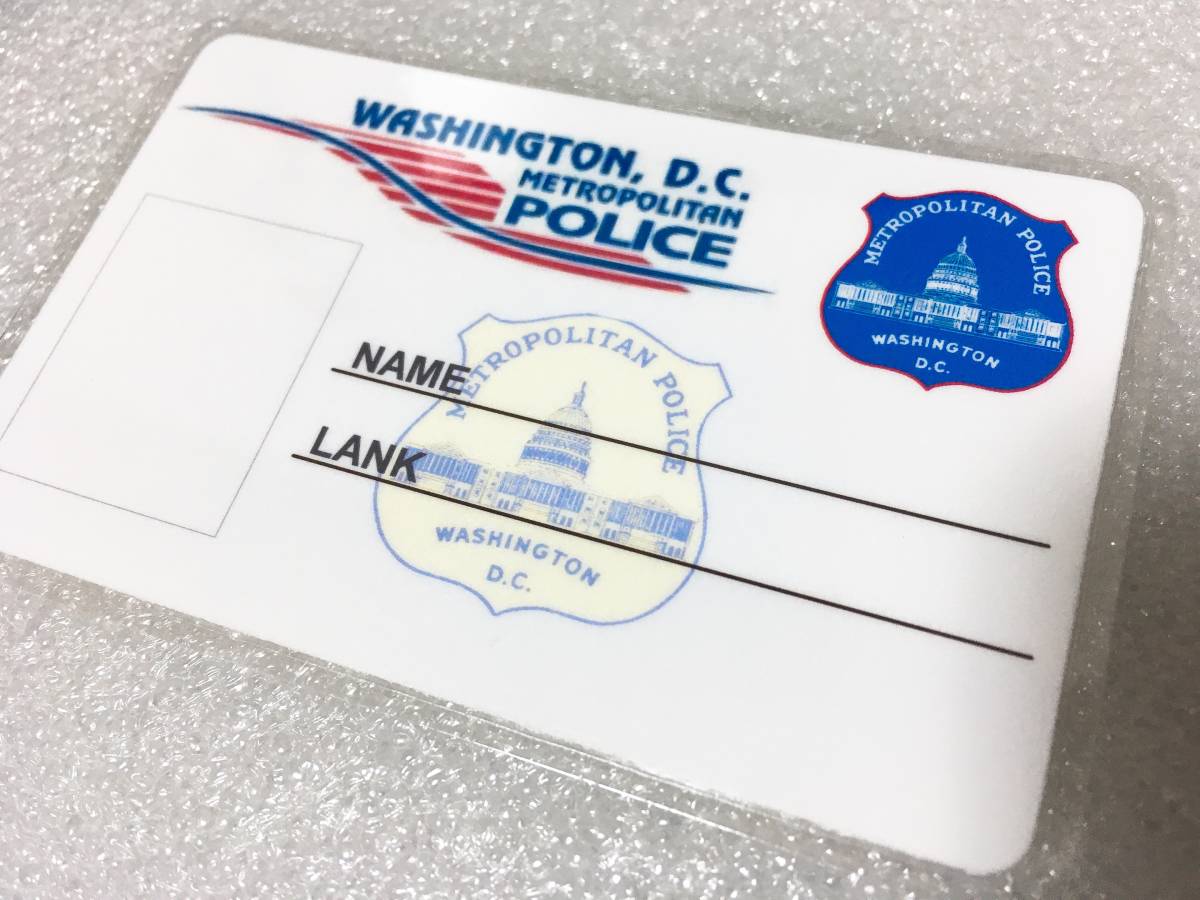 WASHINGTON, D.C.
METROPOLITAN
POLICE
METROPOLITAN POLICE
WASHINGTON
D.C.
NAME
LANK
METROPOLITAN POLICE
WASHINGTON
D.C.